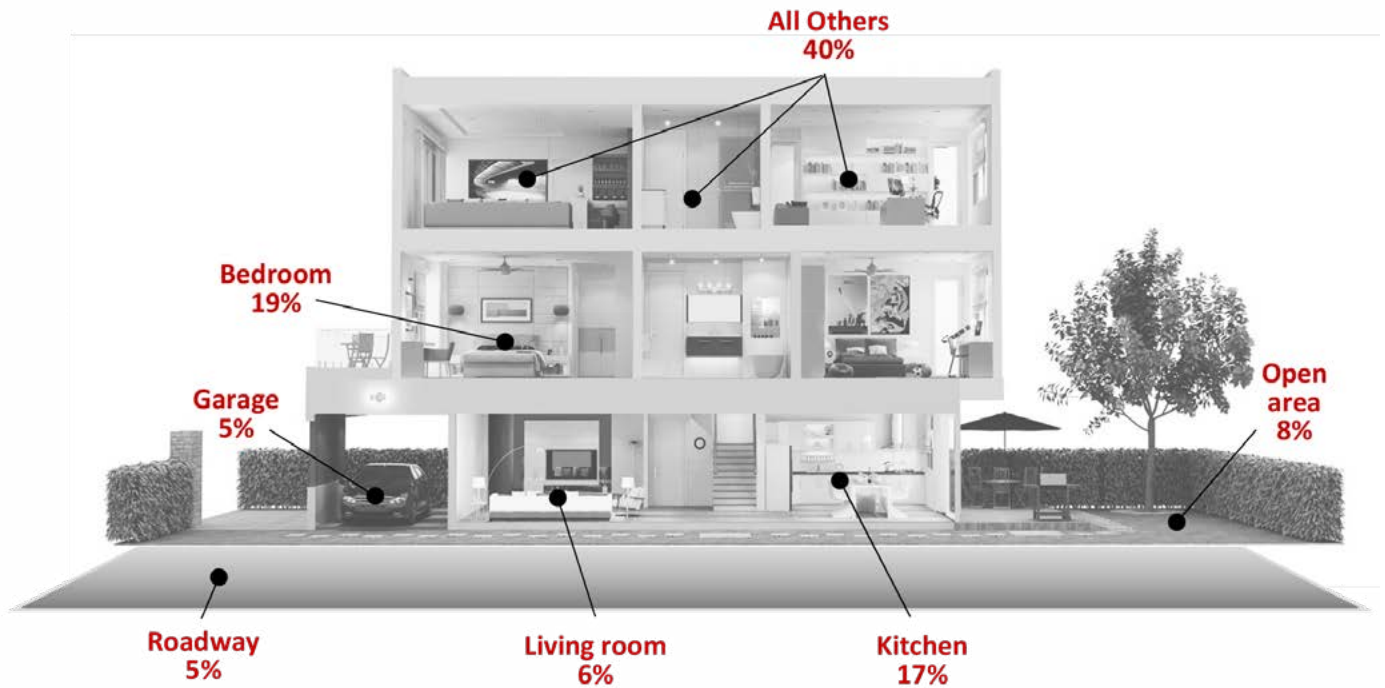 All Others
40%
Bedroom
19%
Garage
5%
Open
area
8%
Roadway
5%
Living room
6%
Kitchen
17%